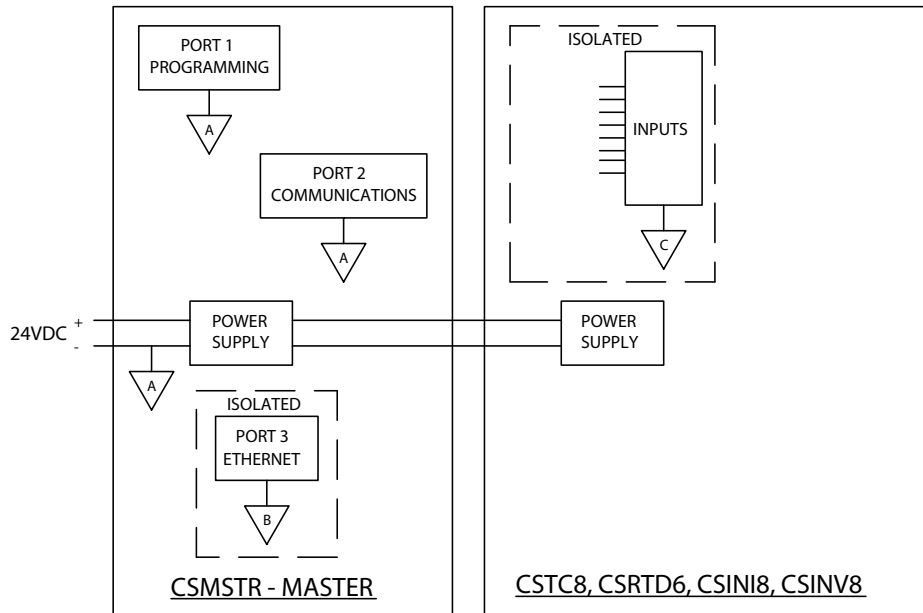 PORT 1
PROGRAMMING
A
PORT 2
COMMUNICATIONS
A
24VDC
+
-
POWER
SUPPLY
A
ISOLATED
PORT 3
ETHERNET
B
CSMSTR - MASTER
ISOLATED
INPUTS
C
POWER
SUPPLY
CSTC8, CSRTD6, CSINI8, CSINV8